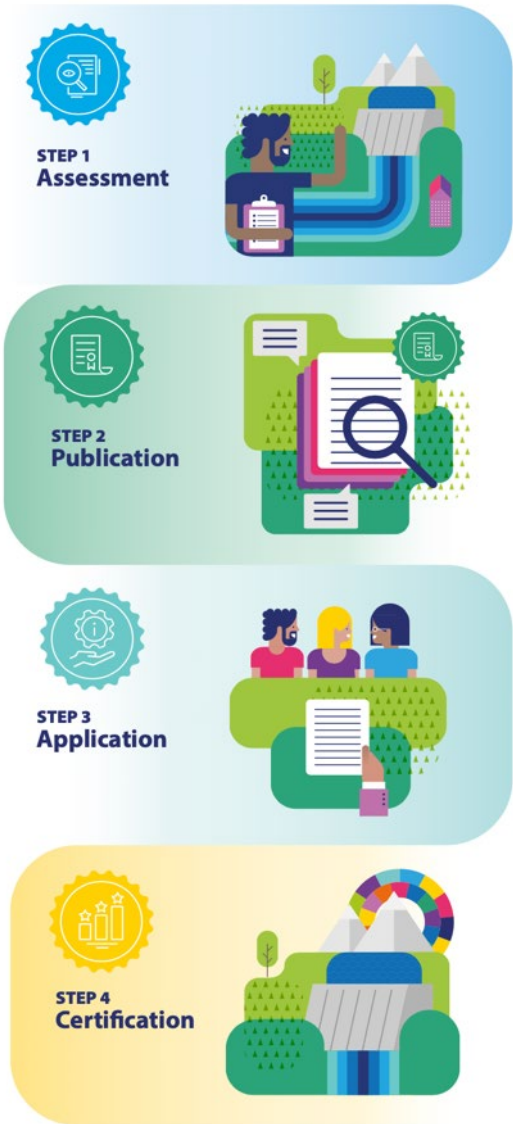 STEP 1
Assessment
STEP 2
Publication
STEP 3
Application
STEP 4
Certification